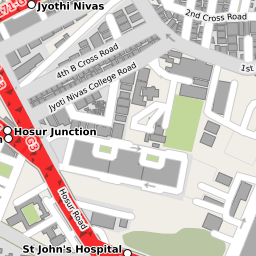 Jyothi Nivas
2nd Cross Road
4th B Cross Road
1st
Jyoti Nivas College Road
Hosur Junction
Hosur Road
St John's Hospital